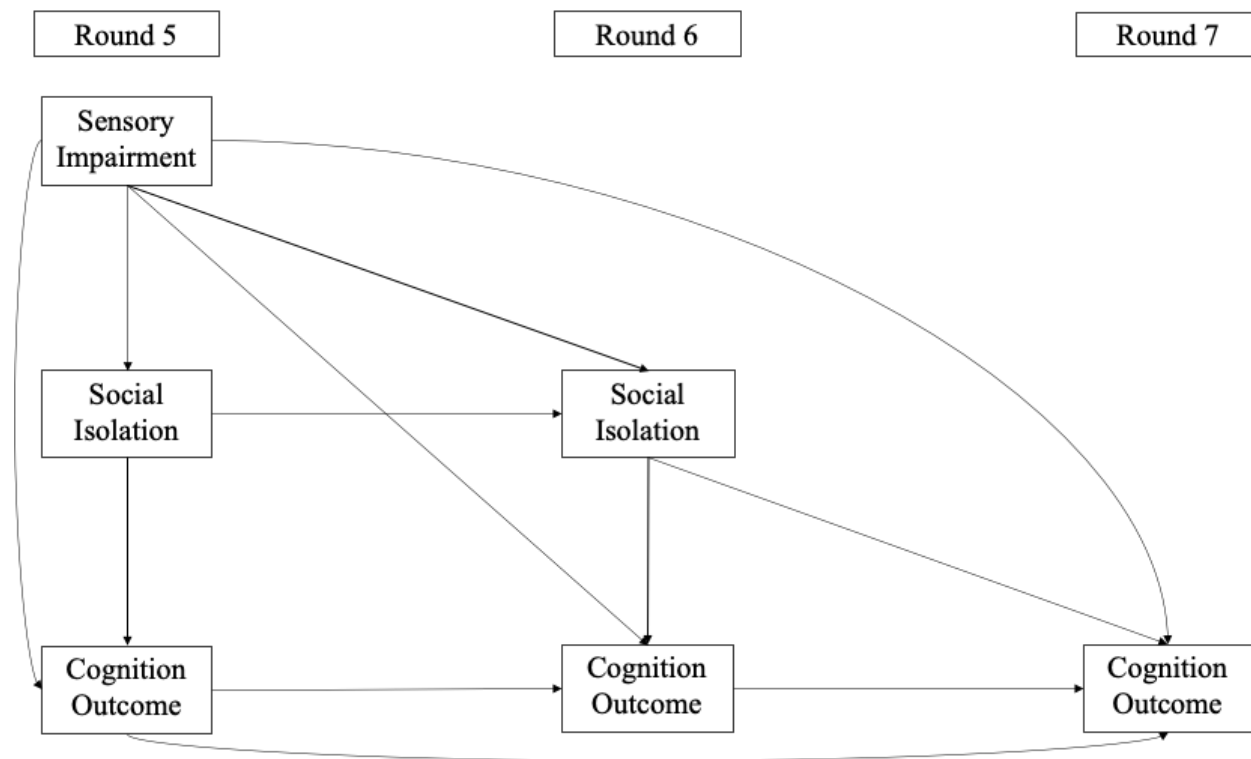 Round 5
Round 6
Round 7
Sensory
Impairment
Social
Isolation
Social
Isolation
Cognition
Outcome
Cognition
Outcome
Cognition
Outcome